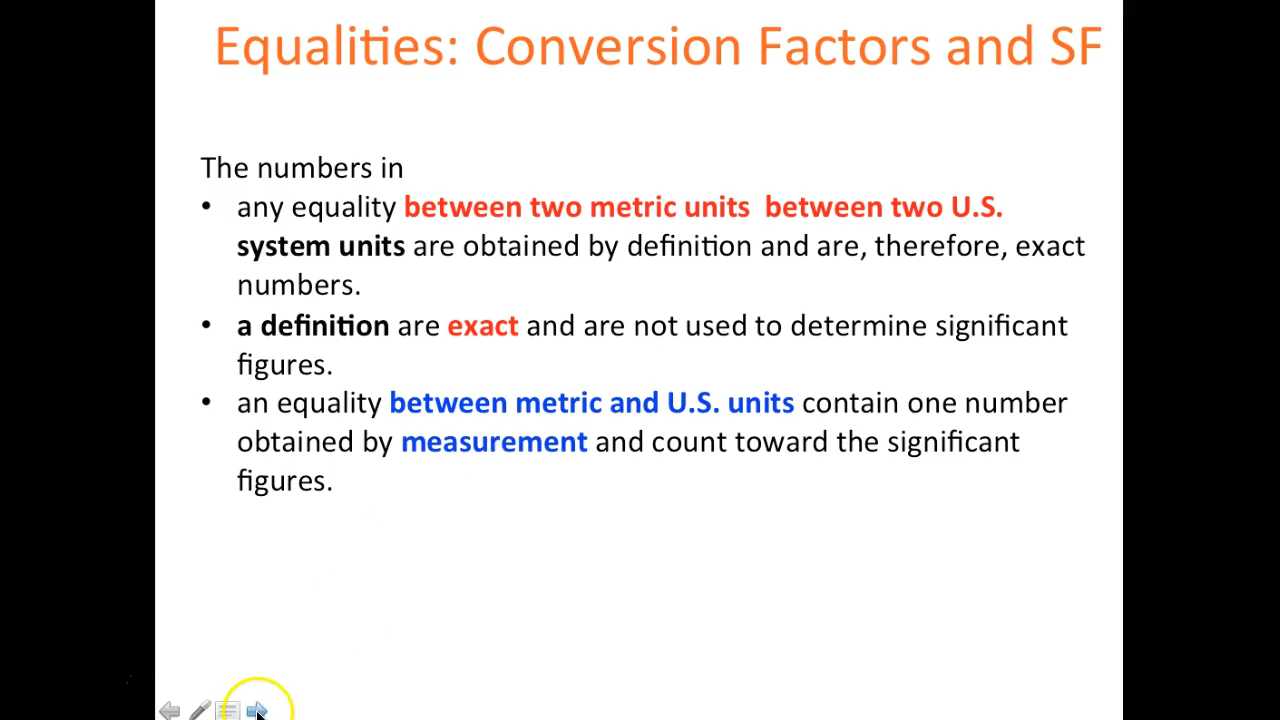 Equalities: Conversion Factors and SF
The numbers in
• any equality between two metric units  between two U.S.
system units are obtained by definition and are, therefore, exact
numbers.
• a definition are exact and are not used to determine significant
figures.
• an equality between metric and U.S. units contain one number
obtained by measurement and count toward the significant
figures.